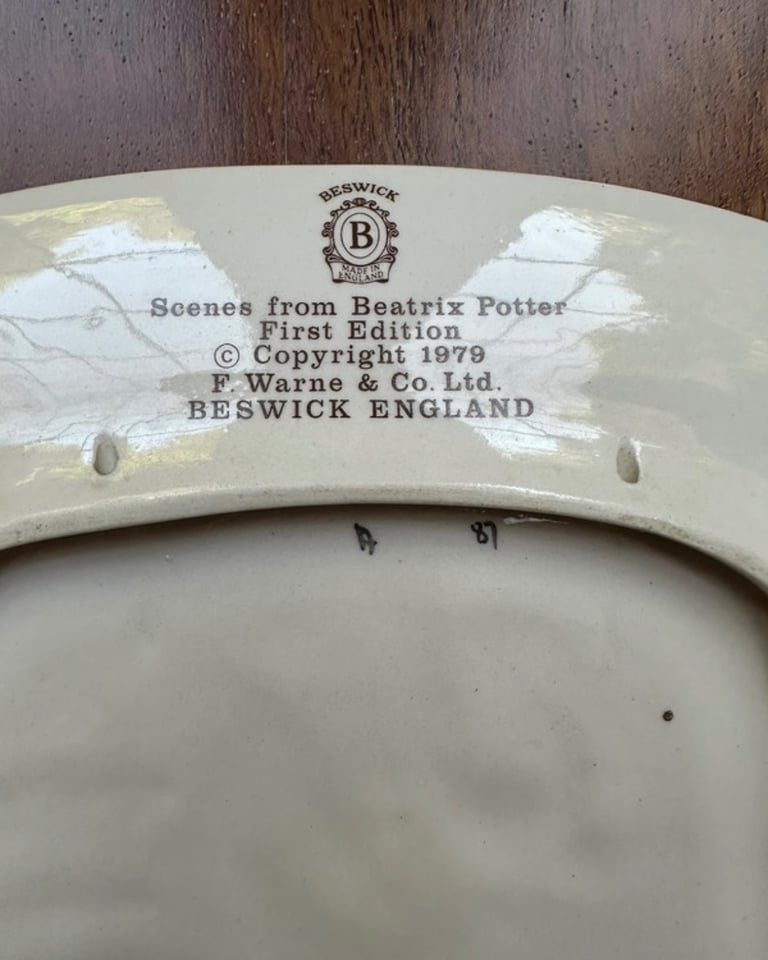 BESWICK
B
MADE IN
ENGLAND
Scenes from Beatrix Potter
First Edition
© Copyright 1979
F. Warne & Co. Ltd.
BESWICK ENGLAND
A 87